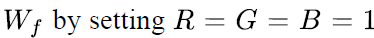 W_f by setting R = G = B = 1